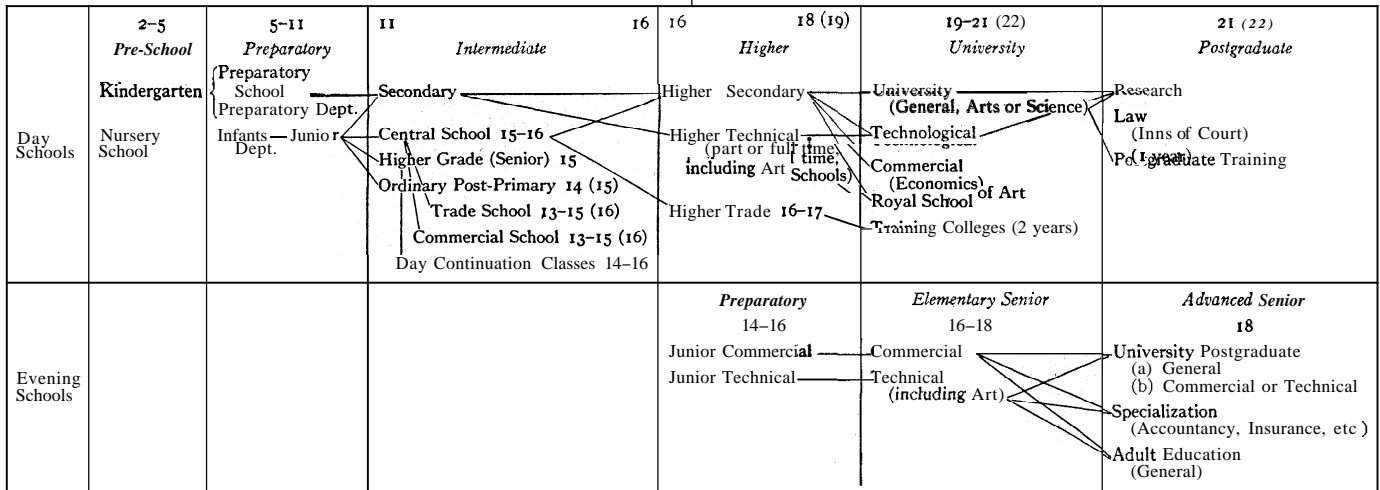 2–5
Pre-School
5–11
Preparatory
11 16
Intermediate
16 18 (19)
Higher
19–21 (22)
University
21 (22)
Postgraduate
Day
Schools
Kindergarten
Nursery
School
Preparatory
School
Preparatory Dept.
Infants — Junior
Dept.
Secondary
Central School 15–16
Higher Grade (Senior) 15
Ordinary Post-Primary 14 (15)
Trade School 13–15 (16)
Commercial School 13–15 (16)
Day Continuation Classes 14–16
Higher Secondary
Higher Technical
(part or full time,
including Art Schools)
Higher Trade 16–17
University
(General, Arts or Science)
Technological
Commercial
(Economics)
Royal School of Art
Training Colleges (2 years)
Research
Law
(Inns of Court)
Postgraduate Training
(1 year)
Evening
Schools
Preparatory
14–16
Junior Commercial
Junior Technical
Elementary Senior
16–18
Commercial
Technical
(including Art)
Advanced Senior
18
University Postgraduate
(a) General
(b) Commercial or Technical
Specialization
(Accountancy, Insurance, etc )
Adult Education
(General)